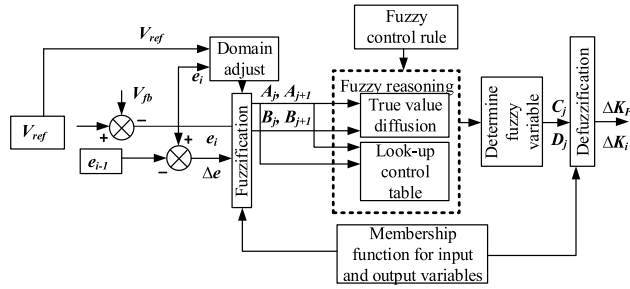 Fuzzy
control rule
V_ref
Domain
adjust
e_i
V_fb
Fuzzy reasoning
A_j, A_j+1
True value
diffusion
B_j, B_j+1
V_ref
+
−
e_i
+
e_i-1
−
Δe
Fuzzification
Look-up
control
table
Determine
fuzzy
variable
C_j
D_j
Defuzzification
ΔK_P
ΔK_i
Membership
function for input
and output variables